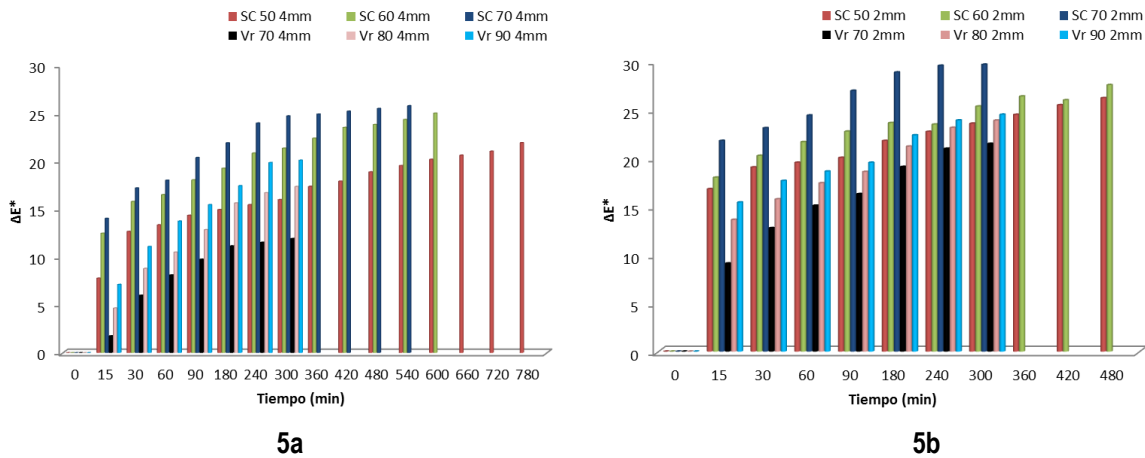 SC 50 4mm SC 60 4mm SC 70 4mm
Vr 70 4mm Vr 80 4mm Vr 90 4mm
30
25
20
15
10
5
0
ΔE*
0 15 30 60 90 180 240 300 360 420 480 540 600 660 720 780
Tiempo (min)
5a
SC 50 2mm SC 60 2mm SC 70 2mm
Vr 70 2mm Vr 80 2mm Vr 90 2mm
30
25
20
15
10
5
0
ΔE*
0 15 30 60 90 180 240 300 360 420 480
Tiempo (min)
5b